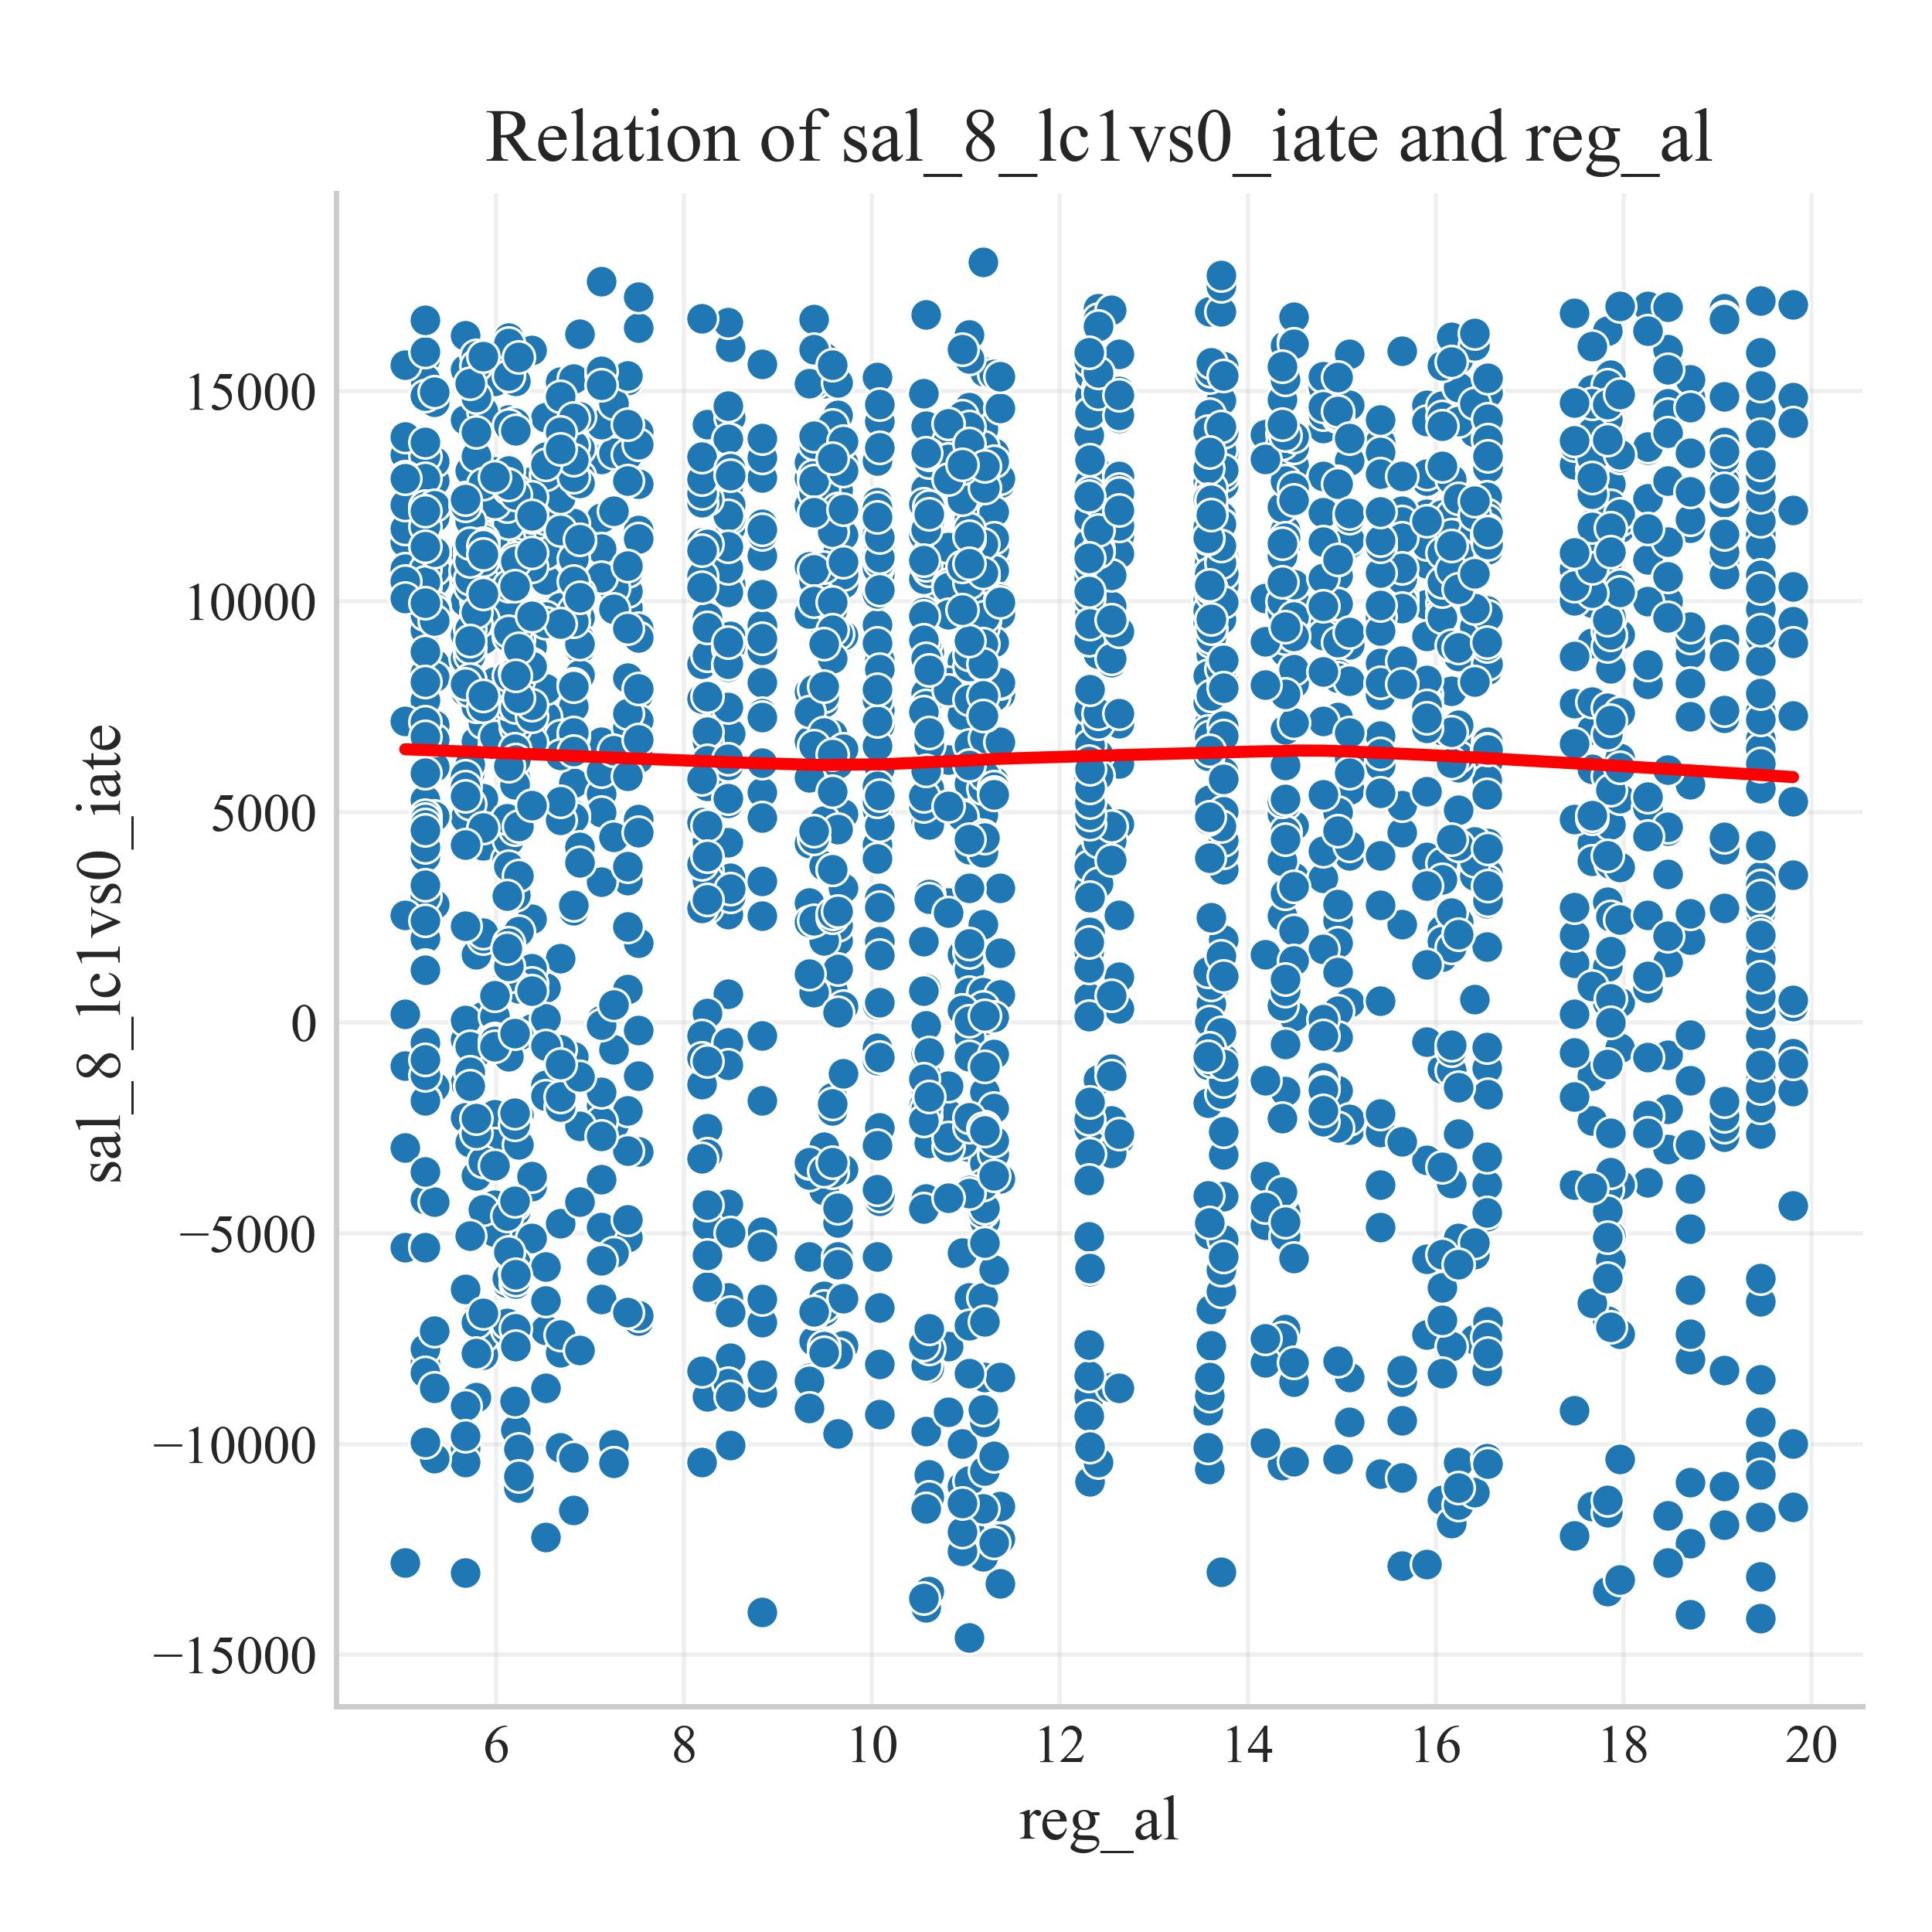 Relation of sal_8_lc1vs0_iate and reg_al
sal_8_lc1vs0_iate
15000
10000
5000
0
−5000
−10000
−15000
6 8 10 12 14 16 18 20
reg_al